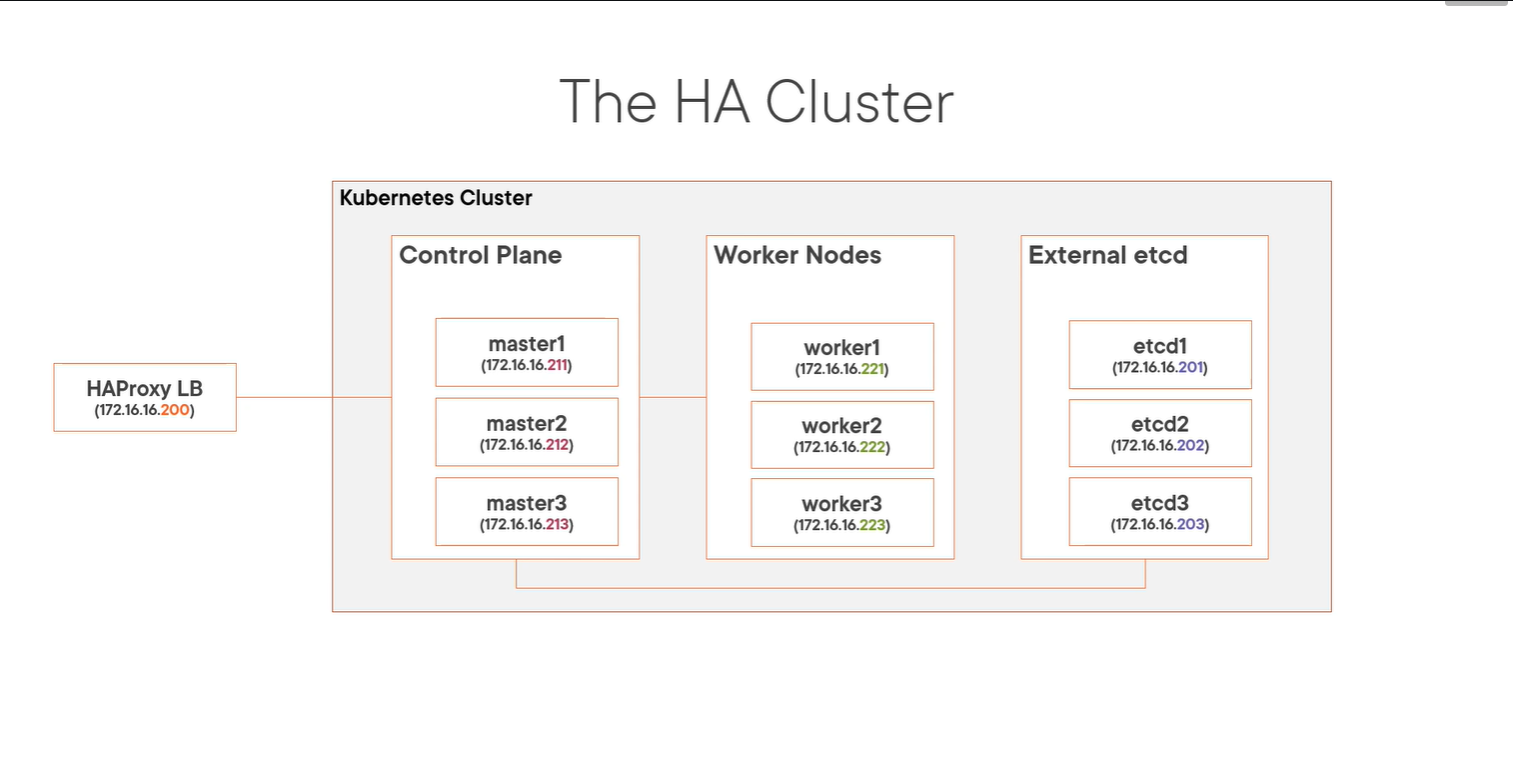 The HA Cluster
Kubernetes Cluster
Control Plane
master1
(172.16.16.211)
master2
(172.16.16.212)
master3
(172.16.16.213)
Worker Nodes
worker1
(172.16.16.221)
worker2
(172.16.16.222)
worker3
(172.16.16.223)
External etcd
etcd1
(172.16.16.201)
etcd2
(172.16.16.202)
etcd3
(172.16.16.203)
HAProxy LB
(172.16.16.200)